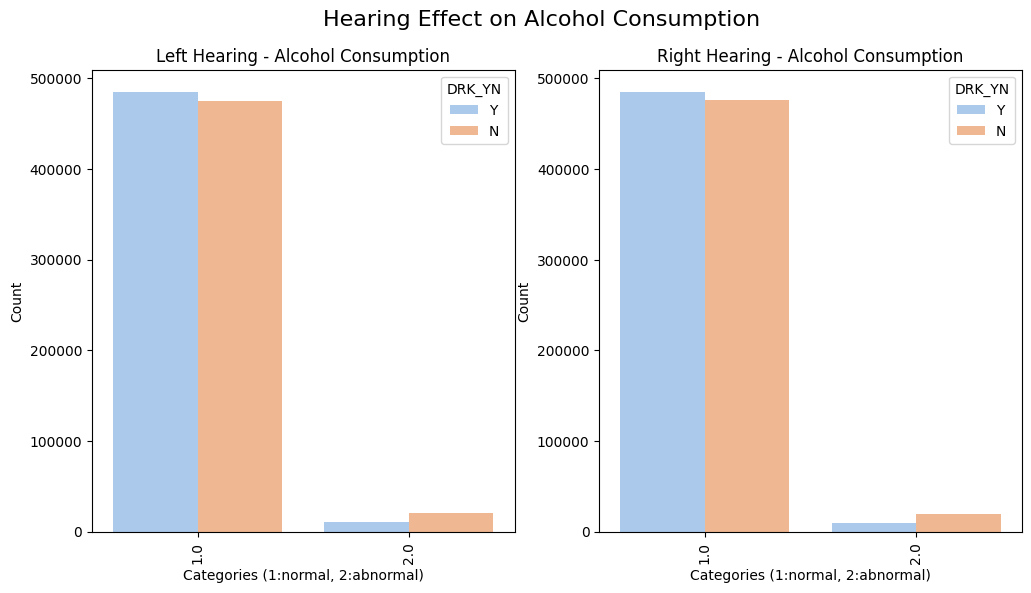 Hearing Effect on Alcohol Consumption
Left Hearing - Alcohol Consumption
500000
400000
300000
200000
100000
0
Count
DRK_YN
Y
N
1.0
2.0
Categories (1:normal, 2:abnormal)
Right Hearing - Alcohol Consumption
500000
400000
300000
200000
100000
0
Count
DRK_YN
Y
N
1.0
2.0
Categories (1:normal, 2:abnormal)